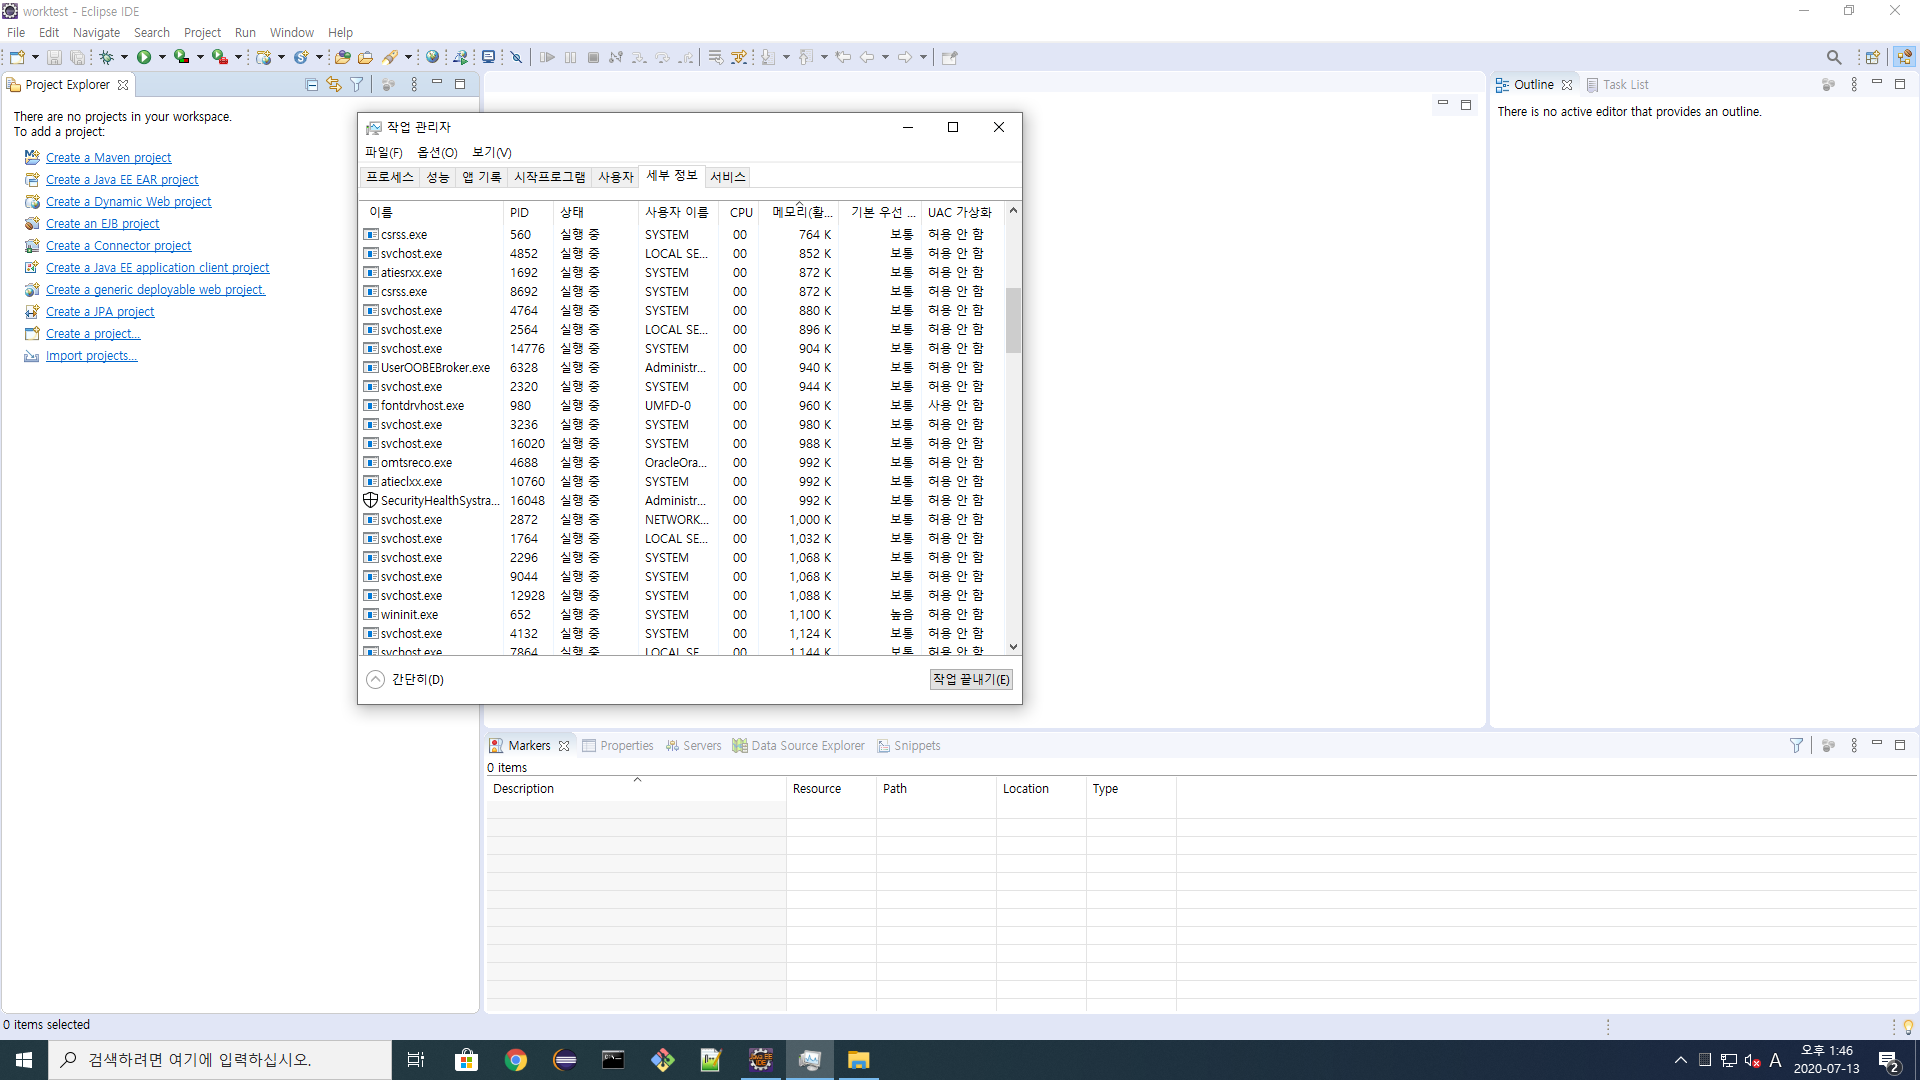 worktest - Eclipse IDE
File Edit Navigate Search Project Run Window Help
Project Explorer
There are no projects in your workspace.
To add a project:
Create a Maven project
Create a Java EE EAR project
Create a Dynamic Web project
Create an EJB project
Create a Connector project
Create a Java EE application client project
Create a generic deployable web project.
Create a JPA project
Create a project...
Import projects...
작업 관리자
파일(F) 옵션(O) 보기(V)
프로세스 성능 앱 기록 시작프로그램 사용자 세부 정보 서비스
이름 PID 상태 사용자 이름 CPU 메모리(활... 기본 우선 ... UAC 가상화
csrss.exe 560 실행 중 SYSTEM 00 764 K 보통 허용 안 함
svchost.exe 4852 실행 중 LOCAL SE... 00 852 K 보통 허용 안 함
atiesrxx.exe 1692 실행 중 SYSTEM 00 872 K 보통 허용 안 함
csrss.exe 8692 실행 중 SYSTEM 00 872 K 보통 허용 안 함
svchost.exe 4764 실행 중 SYSTEM 00 880 K 보통 허용 안 함
svchost.exe 2564 실행 중 LOCAL SE... 00 896 K 보통 허용 안 함
svchost.exe 14776 실행 중 SYSTEM 00 904 K 보통 허용 안 함
UserOOBEBroker.exe 6328 실행 중 Administr... 00 940 K 보통 허용 안 함
svchost.exe 2320 실행 중 SYSTEM 00 944 K 보통 허용 안 함
fontdrvhost.exe 980 실행 중 UMFD-0 00 960 K 보통 사용 안 함
svchost.exe 3236 실행 중 SYSTEM 00 980 K 보통 허용 안 함
svchost.exe 16020 실행 중 SYSTEM 00 988 K 보통 허용 안 함
omtsreco.exe 4688 실행 중 OracleOra... 00 992 K 보통 허용 안 함
atieclxx.exe 10760 실행 중 SYSTEM 00 992 K 보통 허용 안 함
SecurityHealthSystra... 16048 실행 중 Administr... 00 992 K 보통 허용 안 함
svchost.exe 2872 실행 중 NETWORK... 00 1,000 K 보통 허용 안 함
svchost.exe 1764 실행 중 LOCAL SE... 00 1,032 K 보통 허용 안 함
svchost.exe 2296 실행 중 SYSTEM 00 1,068 K 보통 허용 안 함
svchost.exe 9044 실행 중 SYSTEM 00 1,068 K 보통 허용 안 함
svchost.exe 12928 실행 중 SYSTEM 00 1,088 K 보통 허용 안 함
wininit.exe 652 실행 중 SYSTEM 00 1,100 K 높음 허용 안 함
svchost.exe 4132 실행 중 SYSTEM 00 1,124 K 보통 허용 안 함
svchost.exe 7864 실행 중 LOCAL SE 00 1,144 K 보통 허용 안 함
간단히(D) 작업 끝내기(E)
Outline Task List
There is no active editor that provides an outline.
Markers Properties Servers Data Source Explorer Snippets
0 items
Description Resource Path Location Type
0 items selected
검색하려면 여기에 입력하십시오.
A
오후 1:46
2020-07-13
2